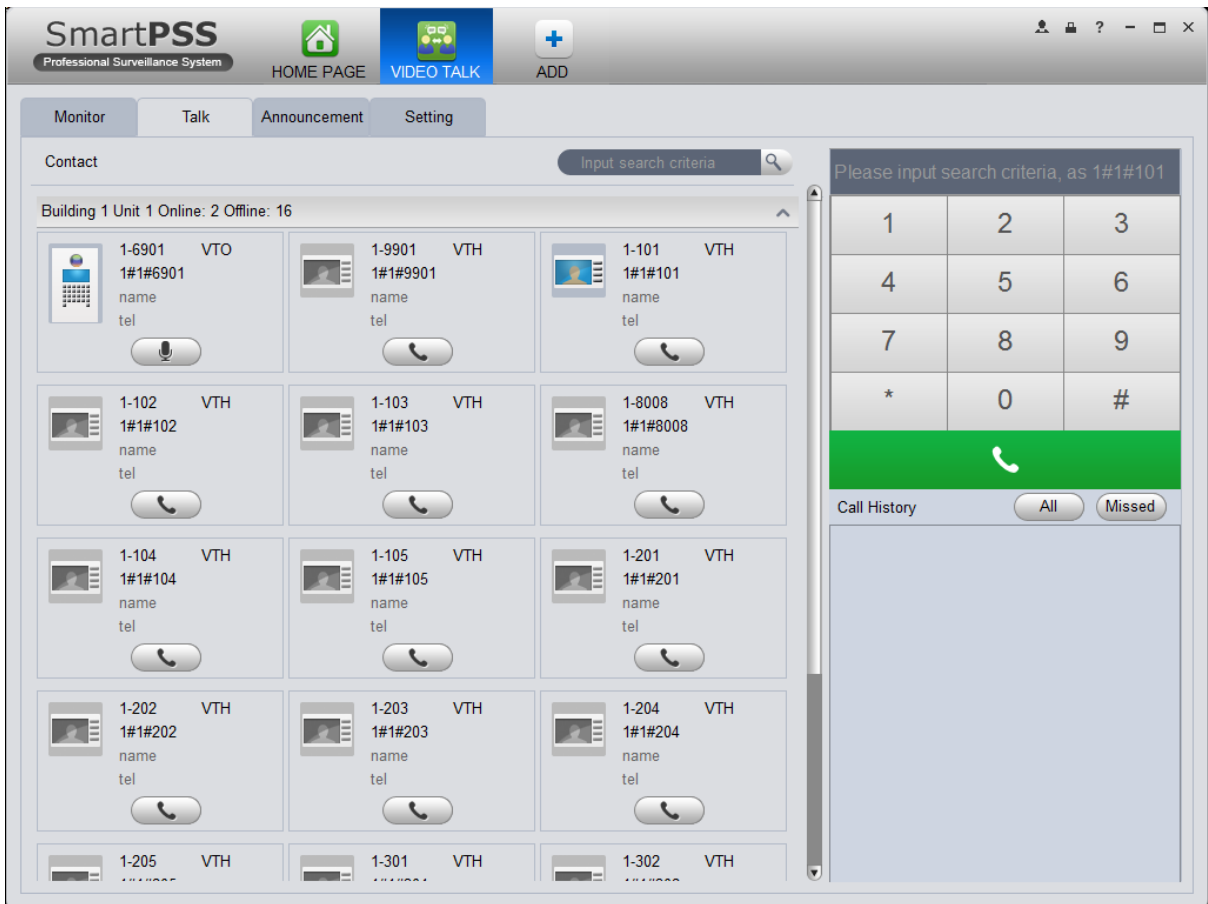 SmartPSS
Professional Surveillance System
HOME PAGE
VIDEO TALK
ADD
?
Monitor
Talk
Announcement
Setting
Contact
Input search criteria
Building 1 Unit 1 Online: 2 Offline: 16
1-6901 VTO
1#1#6901
name
tel
1-9901 VTH
1#1#9901
name
tel
1-101 VTH
1#1#101
name
tel
1-102 VTH
1#1#102
name
tel
1-103 VTH
1#1#103
name
tel
1-8008 VTH
1#1#8008
name
tel
1-104 VTH
1#1#104
name
tel
1-105 VTH
1#1#105
name
tel
1-201 VTH
1#1#201
name
tel
1-202 VTH
1#1#202
name
tel
1-203 VTH
1#1#203
name
tel
1-204 VTH
1#1#204
name
tel
1-205 VTH
1-301 VTH
1-302 VTH
Please input search criteria, as 1#1#101
1 2 3
4 5 6
7 8 9
* 0 #
Call History
All
Missed